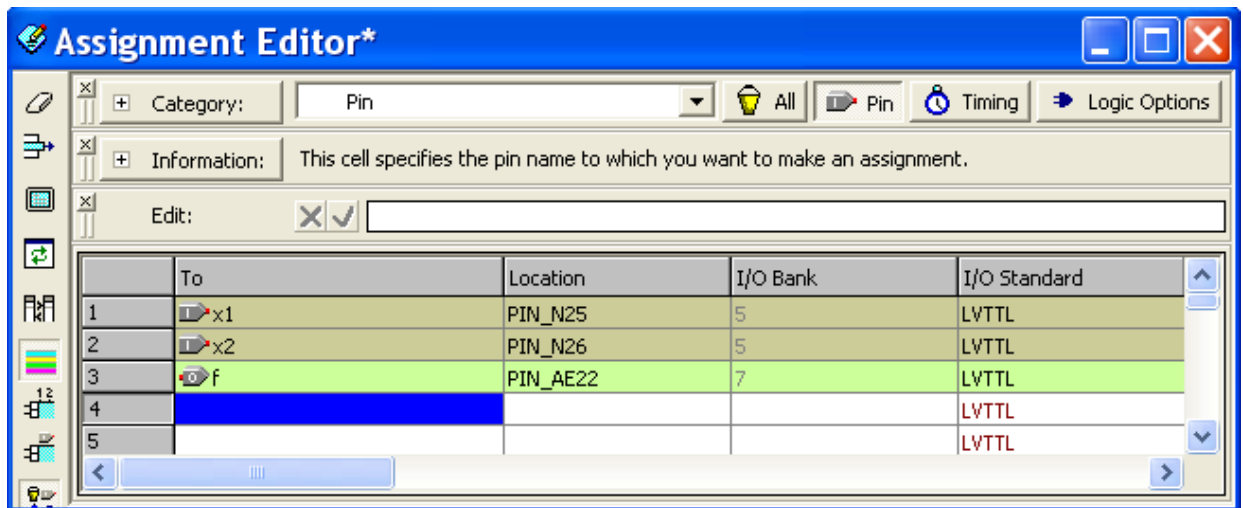 Assignment Editor*
Category: Pin All Pin Timing Logic Options
Information: This cell specifies the pin name to which you want to make an assignment.
Edit:
To Location I/O Bank I/O Standard
1 x1 PIN_N25 5 LVTTL
2 x2 PIN_N26 5 LVTTL
3 f PIN_AE22 7 LVTTL
4 LVTTL
5 LVTTL